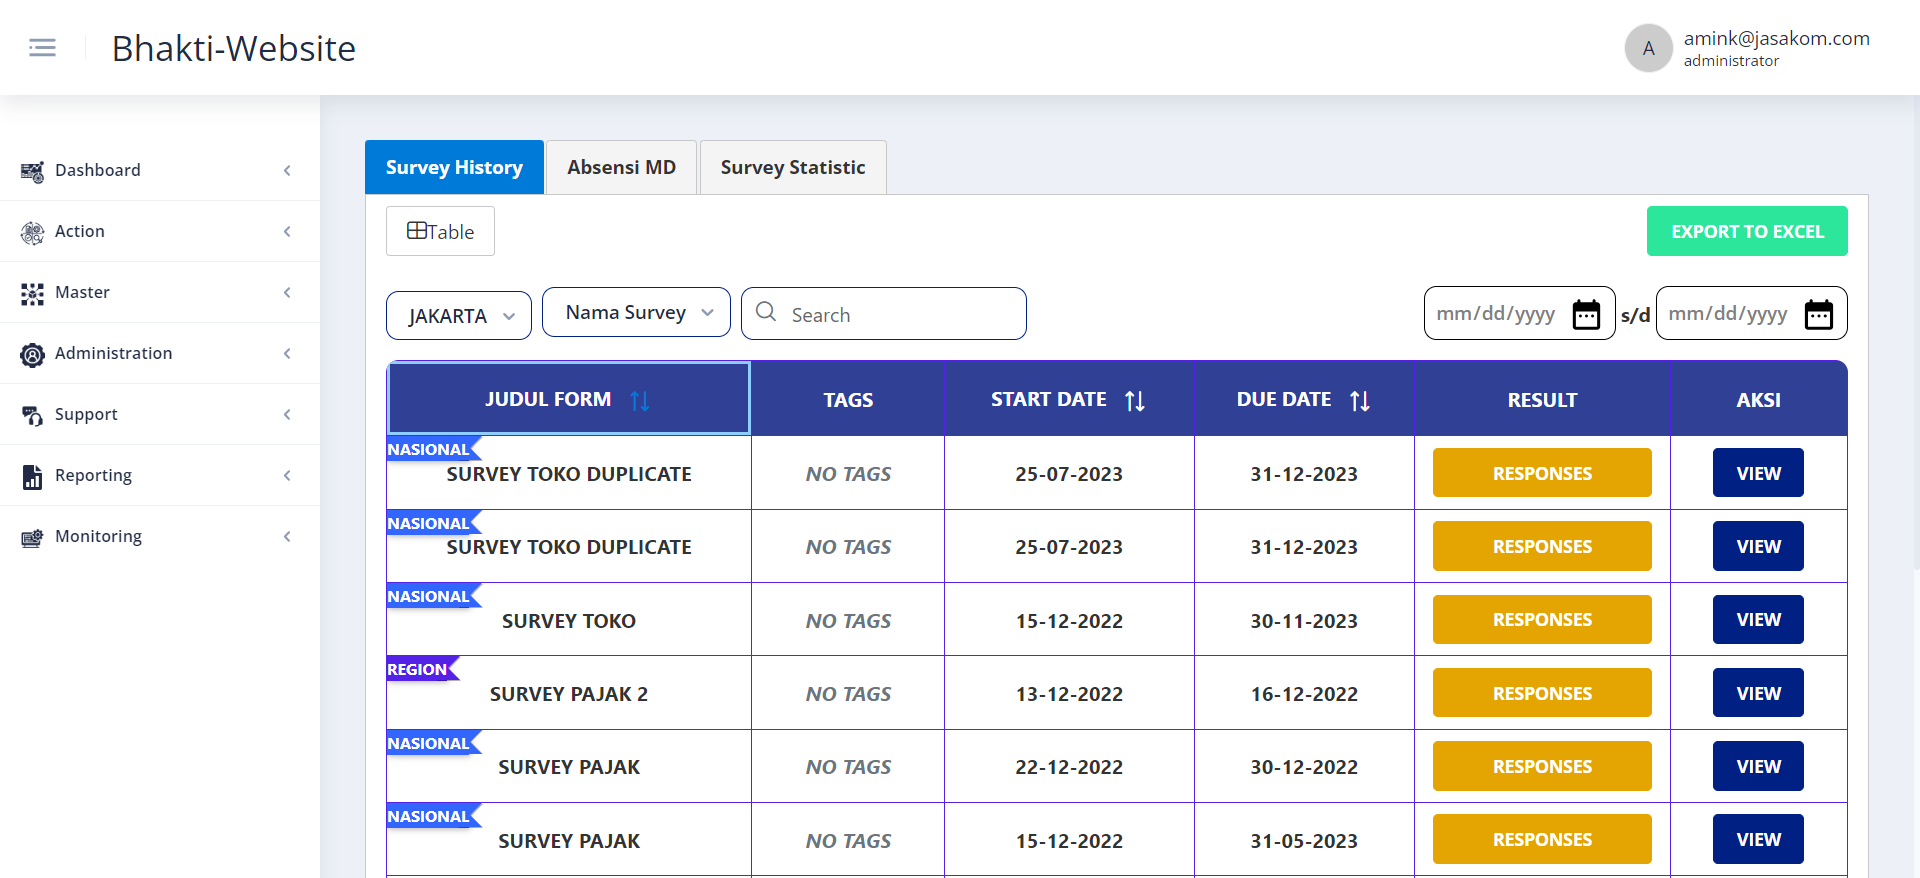 Bhakti-Website
A
amink@jasakom.com
administrator
Dashboard
Action
Master
Administration
Support
Reporting
Monitoring
Survey History
Absensi MD
Survey Statistic
Table
EXPORT TO EXCEL
JAKARTA
Nama Survey
Search
mm/dd/yyyy
s/d
mm/dd/yyyy
JUDUL FORM TAGS START DATE DUE DATE RESULT AKSI
NASIONAL
SURVEY TOKO DUPLICATE NO TAGS 25-07-2023 31-12-2023 RESPONSES VIEW
NASIONAL
SURVEY TOKO DUPLICATE NO TAGS 25-07-2023 31-12-2023 RESPONSES VIEW
NASIONAL
SURVEY TOKO NO TAGS 15-12-2022 30-11-2023 RESPONSES VIEW
REGION
SURVEY PAJAK 2 NO TAGS 13-12-2022 16-12-2022 RESPONSES VIEW
NASIONAL
SURVEY PAJAK NO TAGS 22-12-2022 30-12-2022 RESPONSES VIEW
NASIONAL
SURVEY PAJAK NO TAGS 15-12-2022 31-05-2023 RESPONSES VIEW